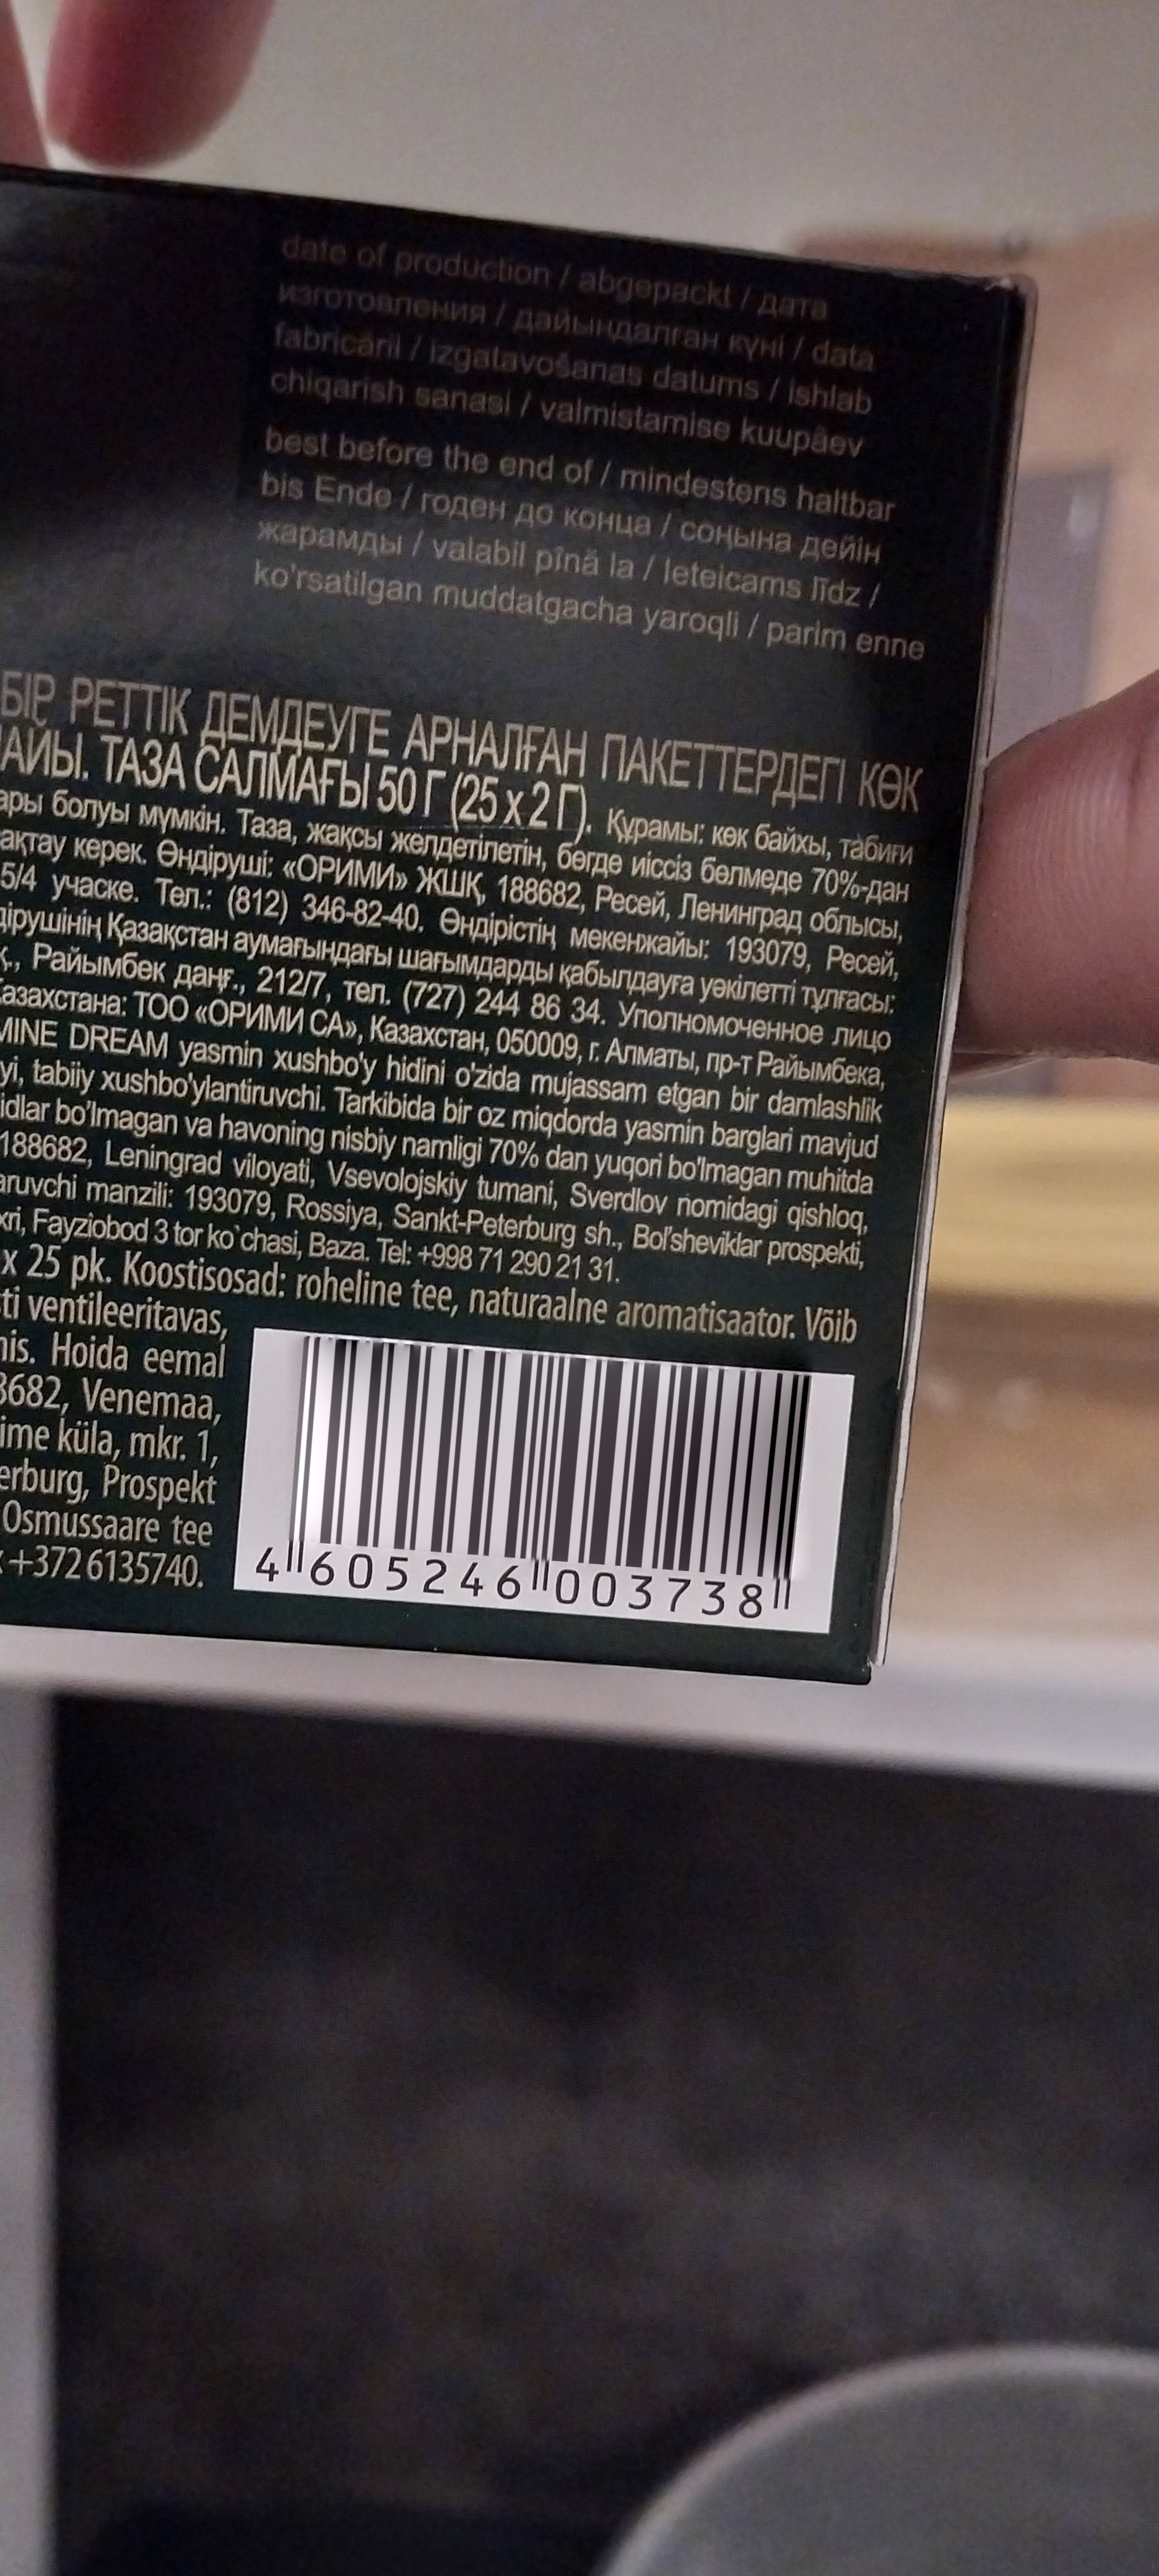 date of production / abgepackt / дата
изготовления / дайындалған күні / data
fabricării / izgatavošanas datums / ishlab
chiqarish sanasi / valmistamise kuupäev
best before the end of / mindestens haltbar
bis Ende / годен до конца / соңына дейін
жарамды / valabil pînă la / leteicams līdz /
ko'rsatilgan muddatgacha yaroqli / parim enne
БІР РЕТТІК ДЕМДЕУГЕ АРНАЛҒАН ПАКЕТТЕРДЕГІ КӨК
АЙЫ. ТАЗА САЛМАҒЫ 50 Г (25 x 2 Г). Құрамы: көк байхы, табиғи
ары болуы мүмкін. Таза, жақсы желдетілетін, бөгде иіссіз бөлмеде 70%-дан
ақтау керек. Өндіруші: «ОРИМИ» ЖШҚ, 188682, Ресей, Ленинград облысы,
5/4 учаске. Тел.: (812) 346-82-40. Өндірістің мекенжайы: 193079, Ресей,
дірушінің Қазақстан аумағындағы шағымдарды қабылдауға уәкілетті тұлғасы:
қ., Райымбек даңғ., 212/7, тел. (727) 244 86 34. Уполномоченное лицо
азахстана: ТОО «ОРИМИ СА», Казахстан, 050009, г. Алматы, пр-т Райымбека,
MINE DREAM yasmin xushbo'y hidini o'zida mujassam etgan bir damlashlik
yi, tabiiy xushbo'ylantiruvchi. Tarkibida bir oz miqdorda yasmin barglari mavjud
idlar bo'lmagan va havoning nisbiy namligi 70% dan yuqori bo'lmagan muhitda
188682, Leningrad viloyati, Vsevolojskiy tumani, Sverdlov nomidagi qishloq,
aruvchi manzili: 193079, Rossiya, Sankt-Peterburg sh., Bol'sheviklar prospekti,
xri, Fayziobod 3 tor ko`chasi, Baza. Tel: +998 71 290 21 31.
x 25 pk. Koostisosad: roheline tee, naturaalne aromatisaator. Võib
ti ventileeritavas,
nis. Hoida eemal
8682, Venemaa,
ime küla, mkr. 1,
erburg, Prospekt
Osmussaare tee
+372 6135740.
4 605246 003738